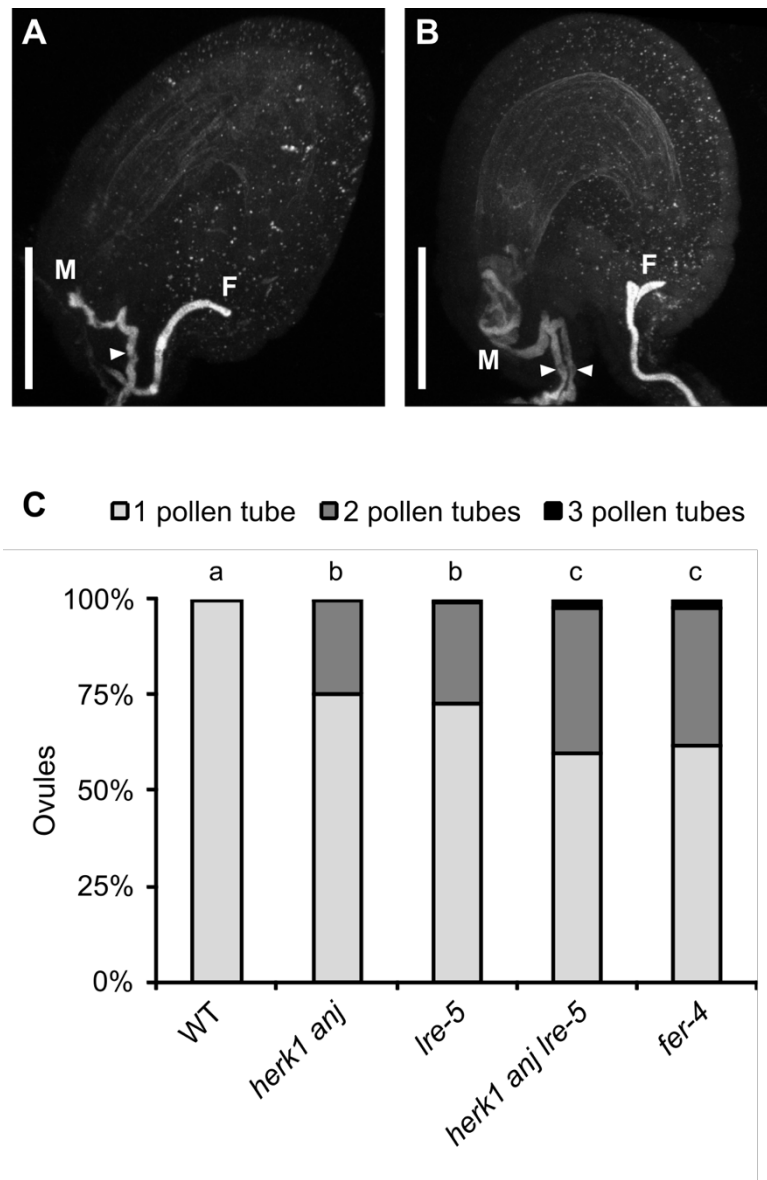 A
B
M
F
F
M
C
1 pollen tube 2 pollen tubes 3 pollen tubes
a b b c c
100%
75%
50%
25%
0%
Ovules
WT
herk1 anj
lre-5
herk1 anj lre-5
fer-4